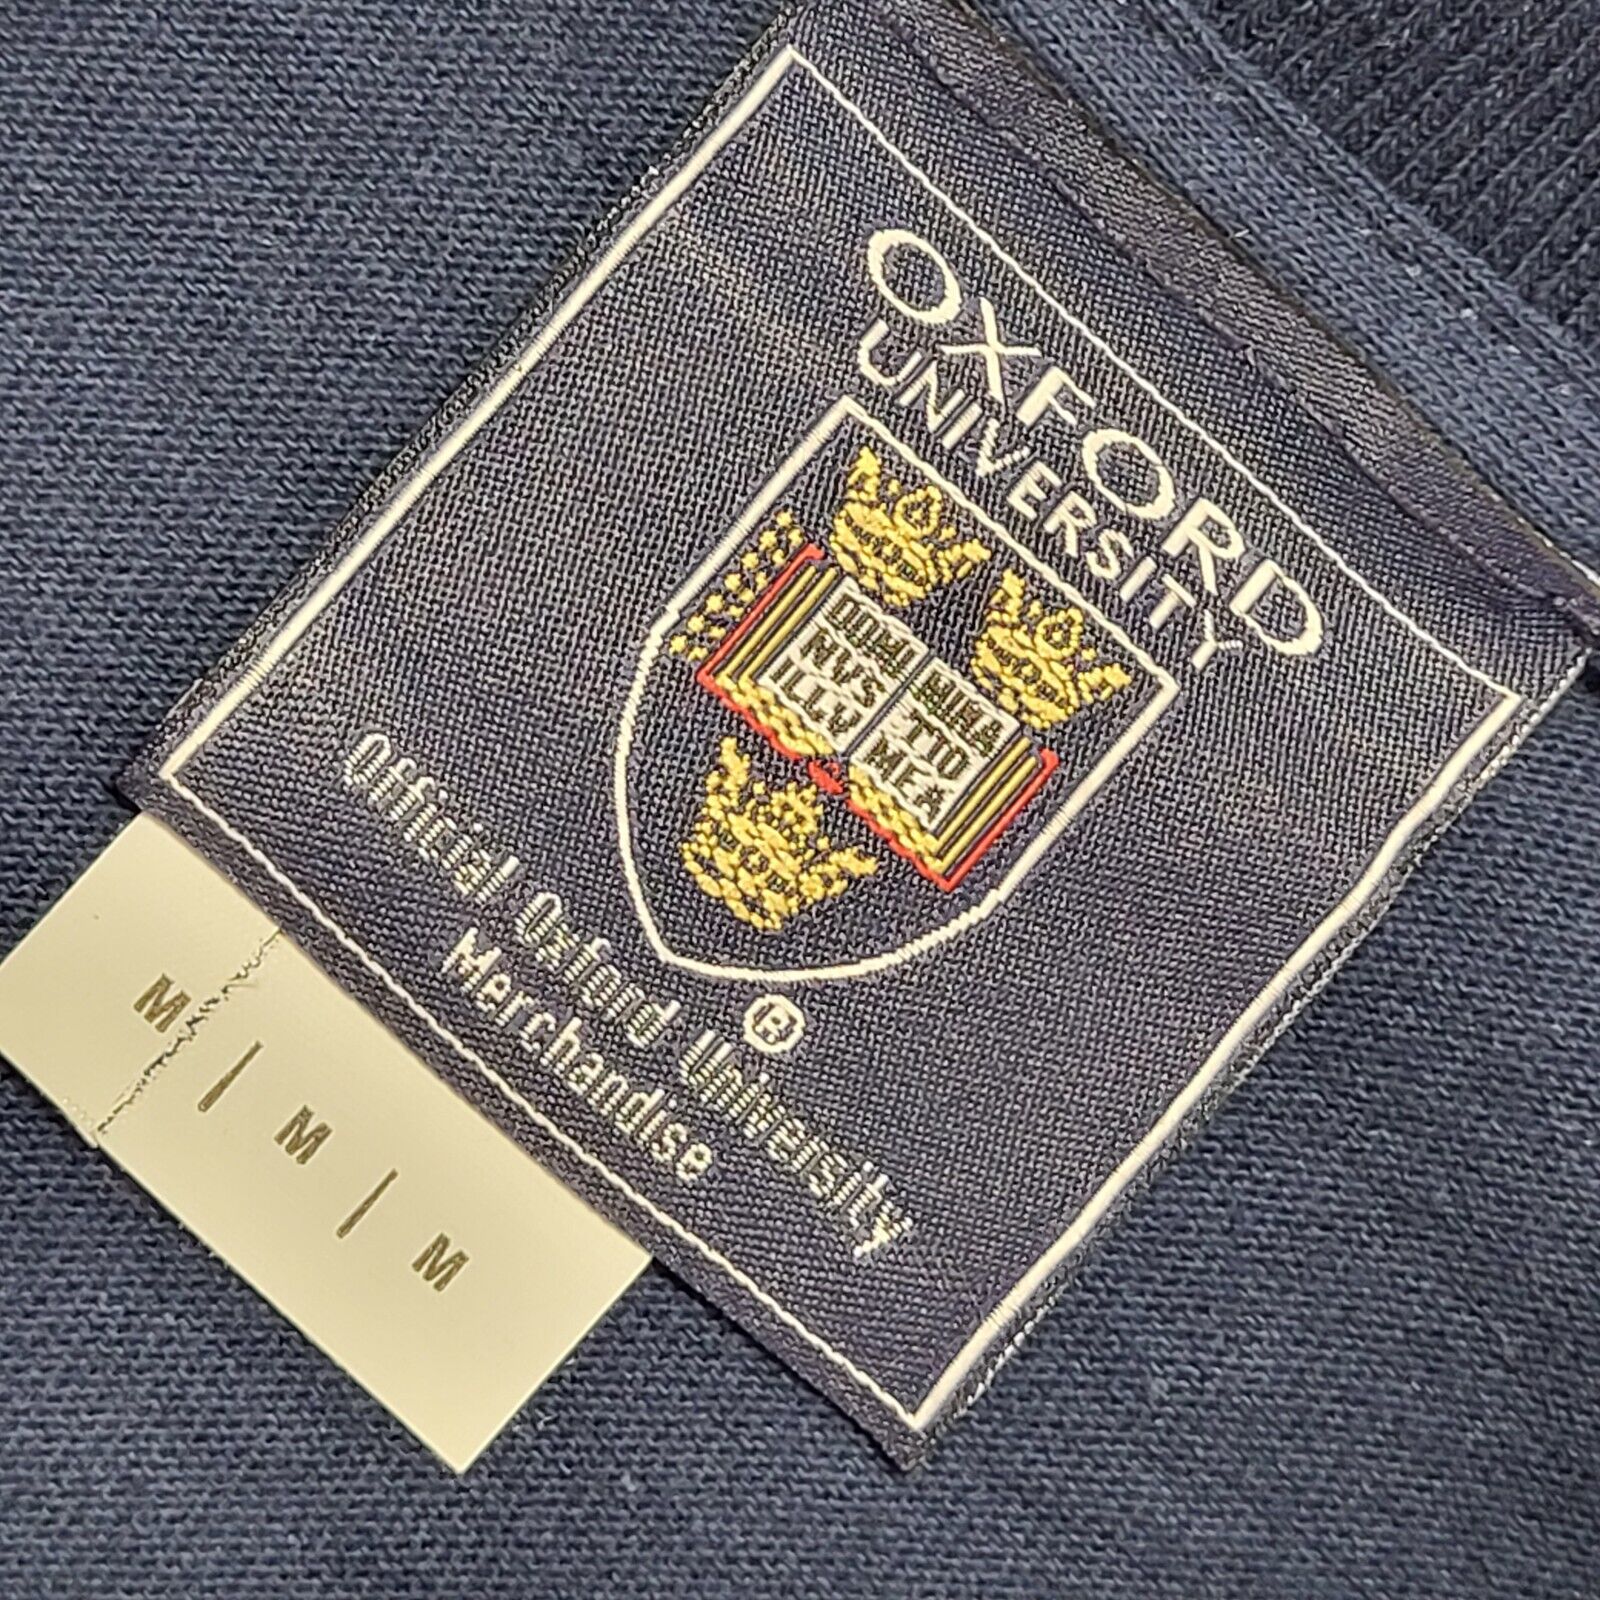 OXFORD
UNIVERSITY
DOMI MINA
NVS TIO
ILLV MEA
®
Official Oxford University
Merchandise
M | M | M